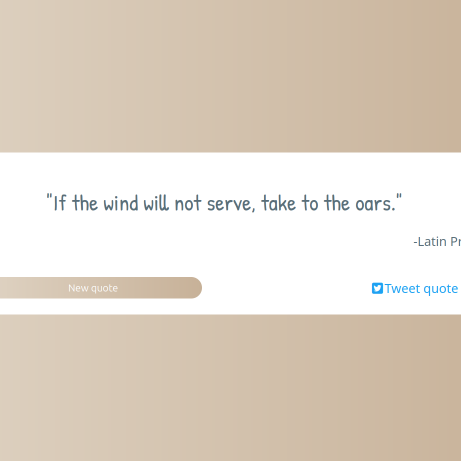 "If the wind will not serve, take to the oars."
-Latin Pr
New quote
Tweet quote